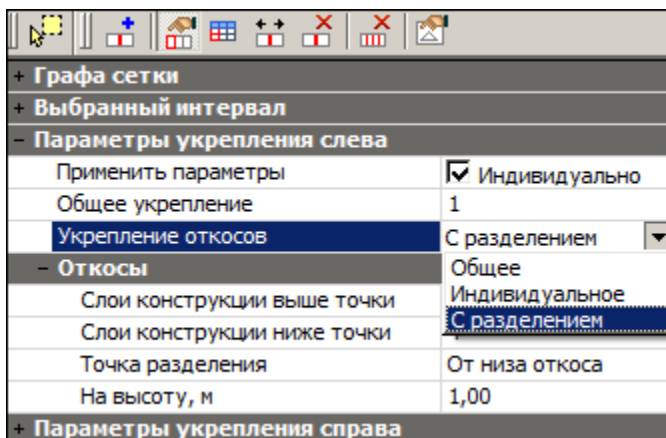 + Графа сетки
+ Выбранный интервал
- Параметры укрепления слева
Применить параметры Индивидуально
Общее укрепление 1
Укрепление откосов С разделением
- Откосы Общее
Индивидуальное
Слои конструкции выше точки С разделением
Слои конструкции ниже точки
Точка разделения От низа откоса
На высоту, м 1,00
+ Параметры укрепления справа